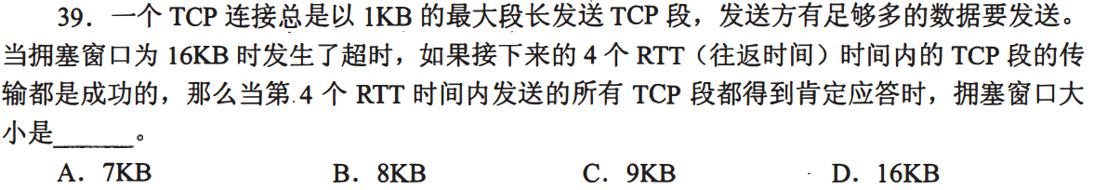 39．一个 TCP 连接总是以 1KB 的最大段长发送 TCP 段，发送方有足够多的数据要发送。
当拥塞窗口为 16KB 时发生了超时，如果接下来的 4 个 RTT（往返时间）时间内的 TCP 段的传
输都是成功的，那么当第 4 个 RTT 时间内发送的所有 TCP 段都得到肯定应答时，拥塞窗口大
小是______。
A．7KB B．8KB C．9KB D．16KB